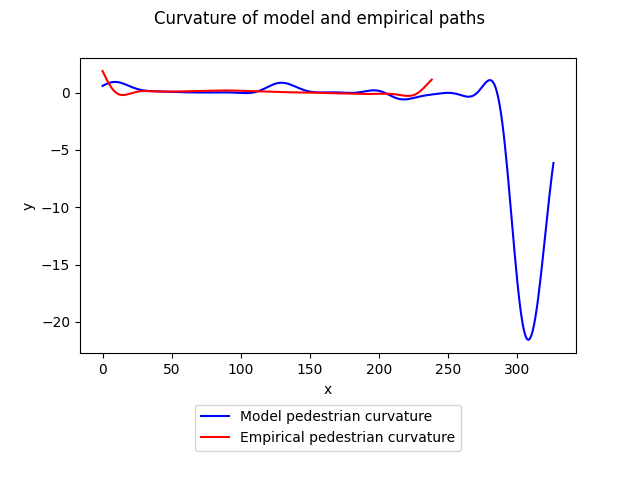 Curvature of model and empirical paths
0
−5
−10
−15
−20
y
0 50 100 150 200 250 300
x
Model pedestrian curvature
Empirical pedestrian curvature